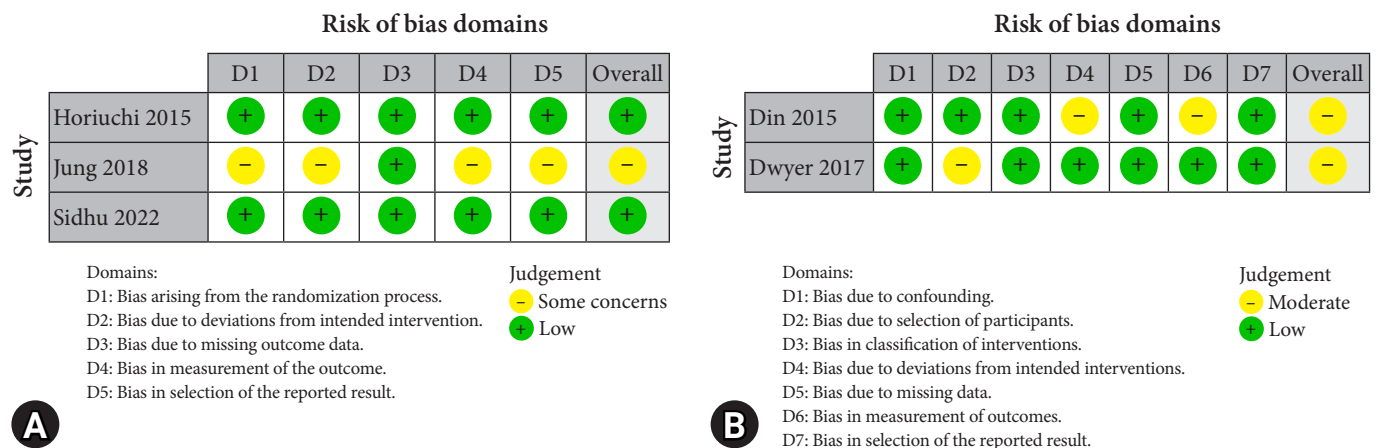 Risk of bias domains
D1 D2 D3 D4 D5 Overall
Study
Horiuchi 2015 + + + + + +
Jung 2018 − − + − − −
Sidhu 2022 + + + + + +
Domains:
D1: Bias arising from the randomization process.
D2: Bias due to deviations from intended intervention.
D3: Bias due to missing outcome data.
D4: Bias in measurement of the outcome.
D5: Bias in selection of the reported result.
Judgement
− Some concerns
+ Low
A
Risk of bias domains
D1 D2 D3 D4 D5 D6 D7 Overall
Study
Din 2015 + + + − + − + −
Dwyer 2017 + − + + + + + −
Domains:
D1: Bias due to confounding.
D2: Bias due to selection of participants.
D3: Bias in classification of interventions.
D4: Bias due to deviations from intended interventions.
D5: Bias due to missing data.
D6: Bias in measurement of outcomes.
D7: Bias in selection of the reported result.
Judgement
− Moderate
+ Low
B